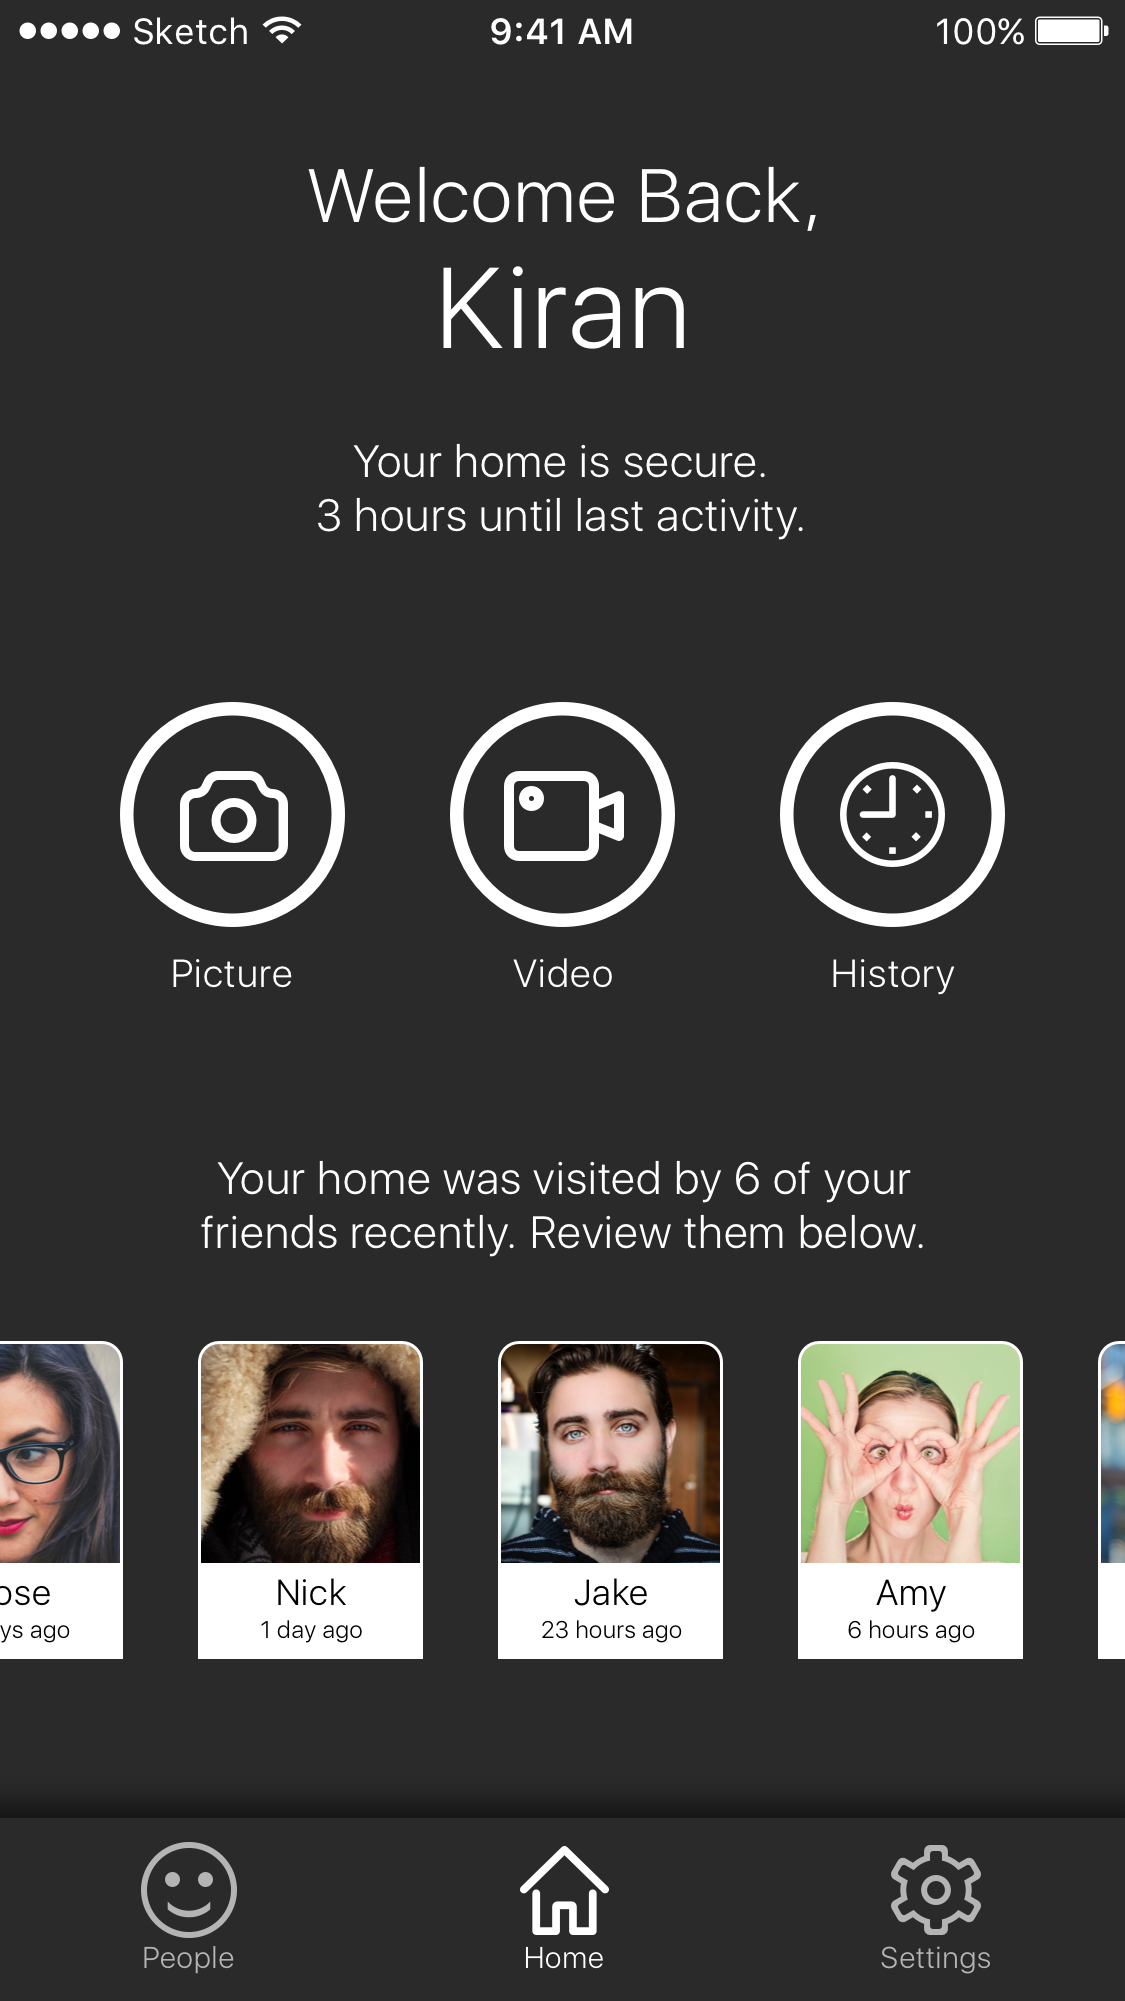 Sketch 9:41 AM 100%
Welcome Back,
Kiran
Your home is secure.
3 hours until last activity.
Picture Video History
Your home was visited by 6 of your
friends recently. Review them below.
ose Nick Jake Amy
ys ago 1 day ago 23 hours ago 6 hours ago
People Home Settings